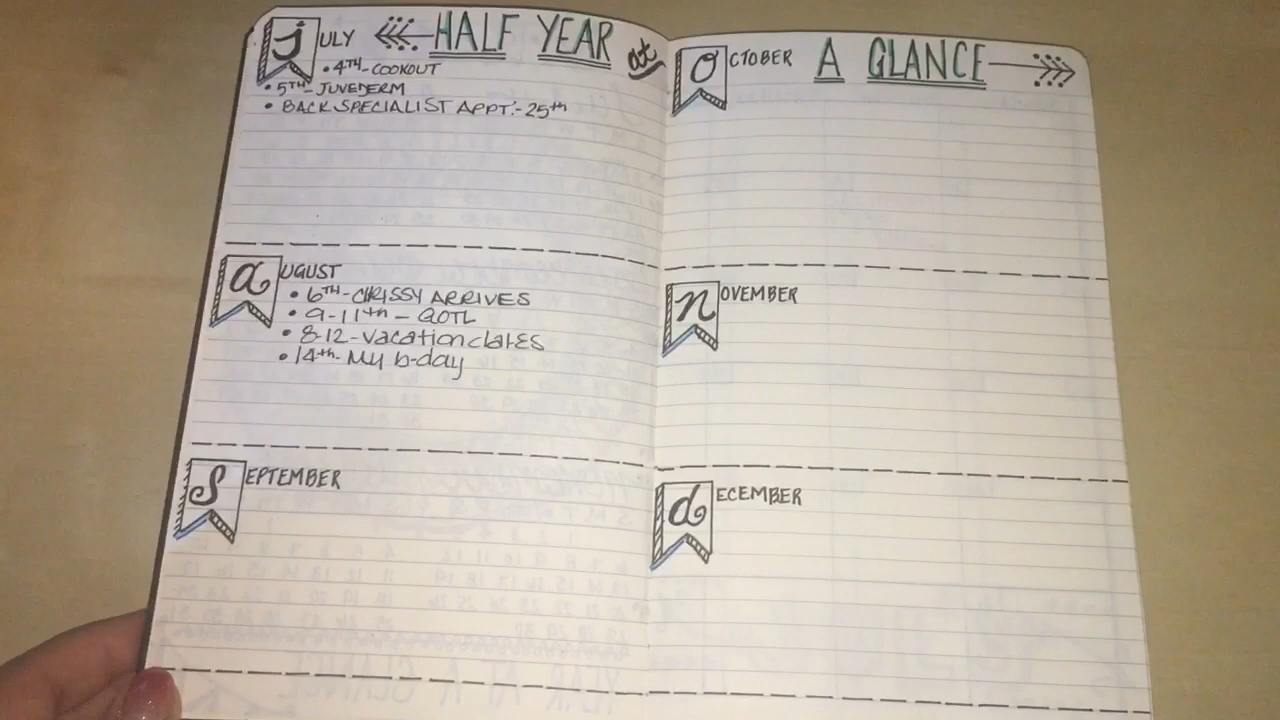 JULY
HALF YEAR at A GLANCE
• 4TH - COOKOUT
• 5TH - JUVEDERM
• BACK SPECIALIST APPT. - 25th
AUGUST
• 6TH - CHRISSY ARRIVES
• 9-11th - GOTL
• 8-12 - Vacation dates
• 14th - My b-day
SEPTEMBER
OCTOBER
NOVEMBER
DECEMBER